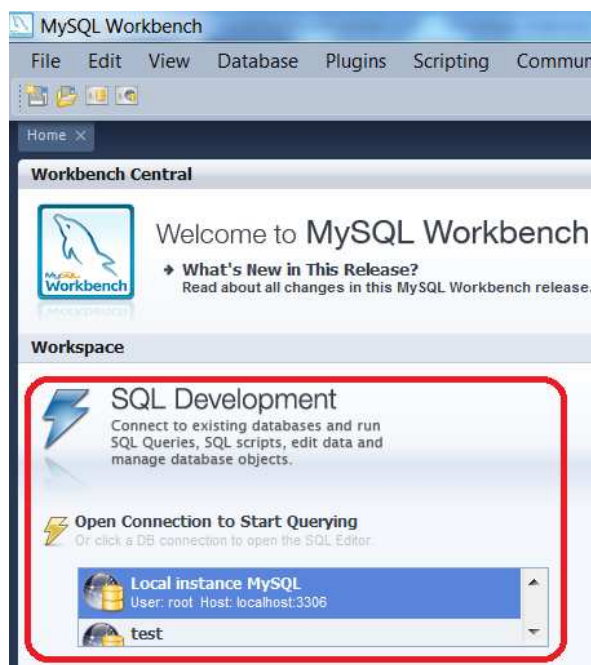 MySQL Workbench
File Edit View Database Plugins Scripting Commun
Home
Workbench Central
MySQL
Workbench
Welcome to MySQL Workbench
What's New in This Release?
Read about all changes in this MySQL Workbench release.
Workspace
SQL Development
Connect to existing databases and run
SQL Queries, SQL scripts, edit data and
manage database objects.
Open Connection to Start Querying
Or click a DB connection to open the SQL Editor.
Local instance MySQL
User: root Host: localhost:3306
test